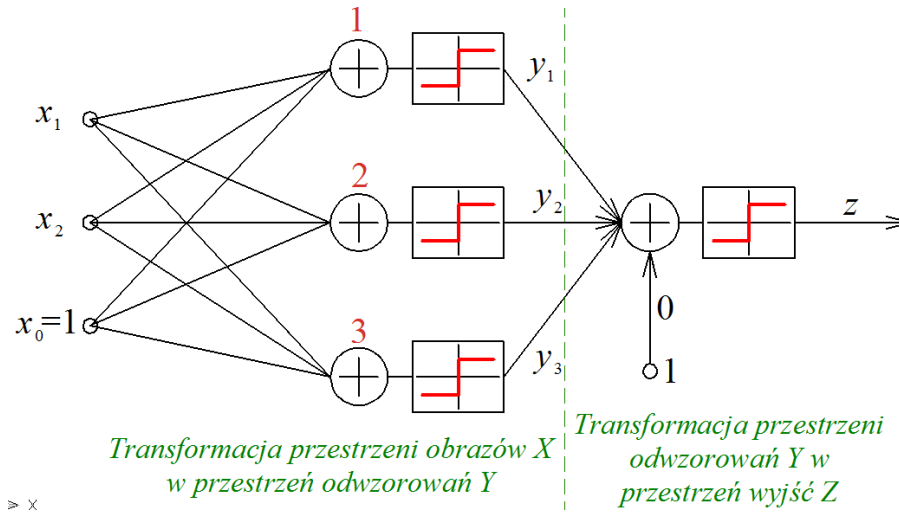 1
y₁
x₁
2
x₂
y₂
z
x₀=1
0
3
y₃
1
Transformacja przestrzeni obrazów X
w przestrzeń odwzorowań Y
Transformacja przestrzeni
odwzorowań Y w
przestrzeń wyjść Z
> X